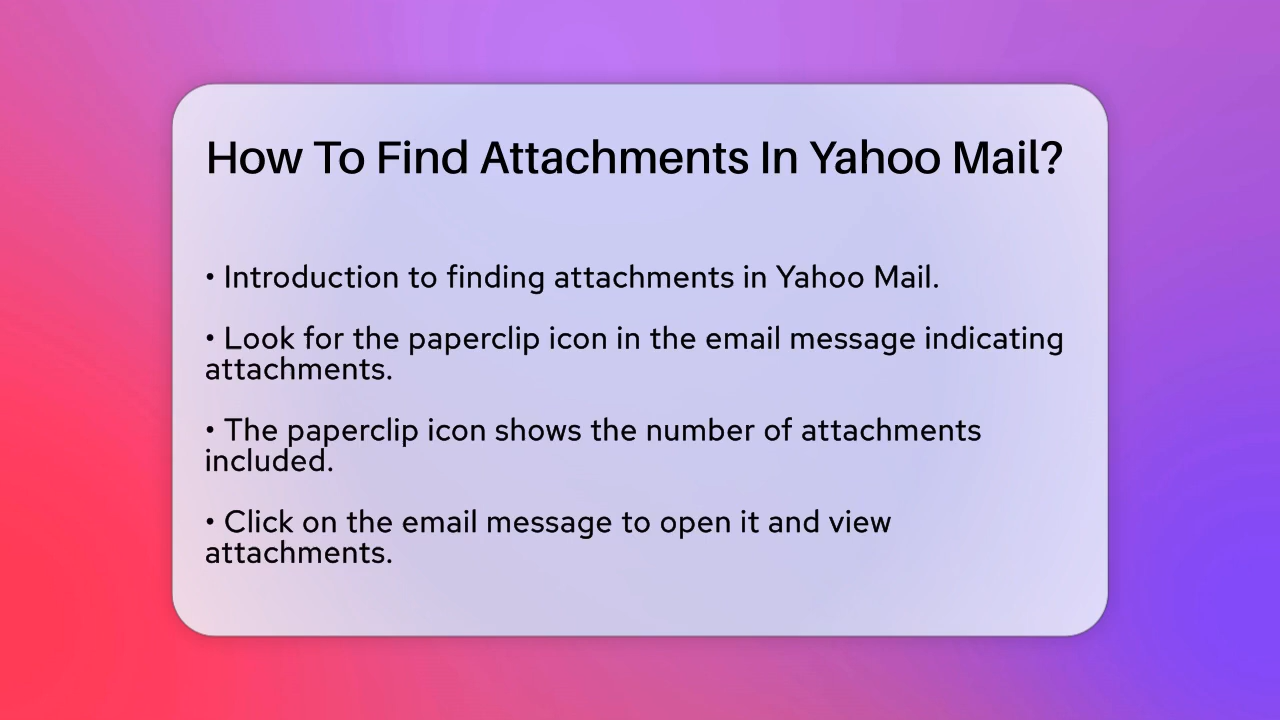 How To Find Attachments In Yahoo Mail?
• Introduction to finding attachments in Yahoo Mail.
• Look for the paperclip icon in the email message indicating
attachments.
• The paperclip icon shows the number of attachments
included.
• Click on the email message to open it and view
attachments.